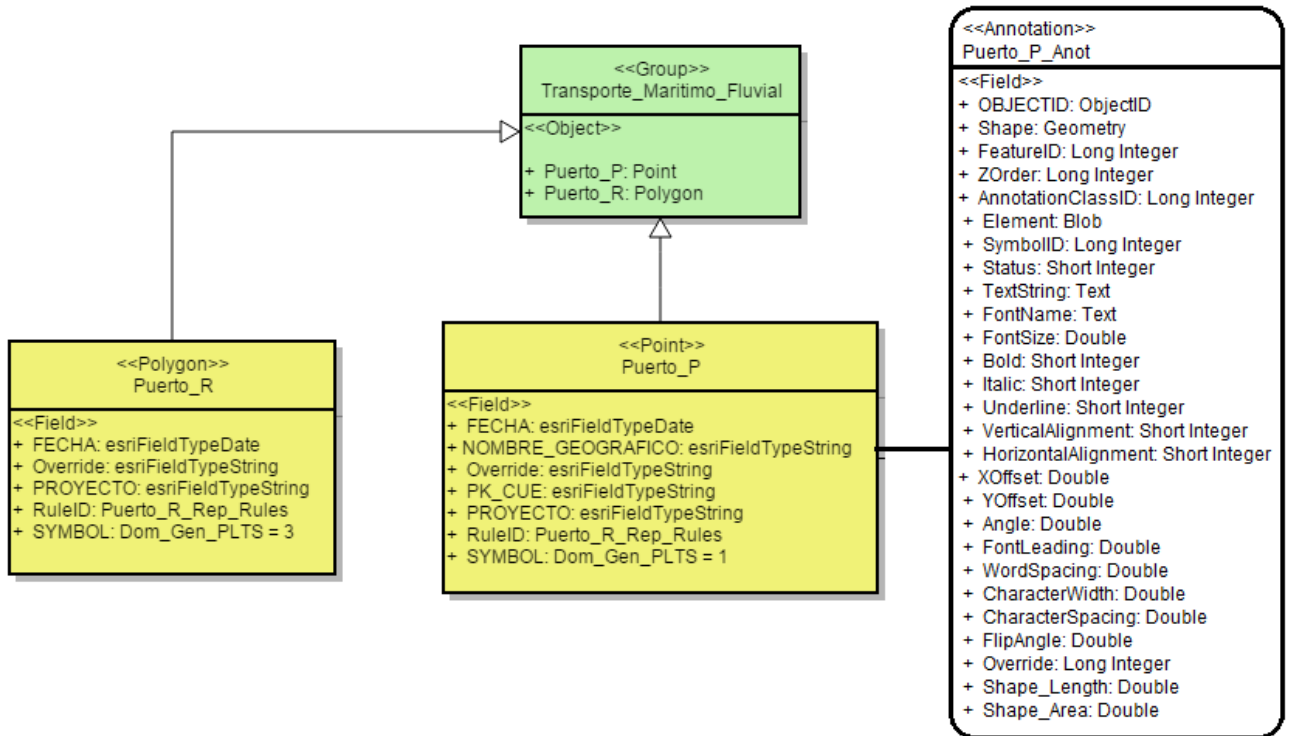 <<Group>>
Transporte_Maritimo_Fluvial
<<Object>>
+ Puerto_P: Point
+ Puerto_R: Polygon
<<Polygon>>
Puerto_R
<<Field>>
+ FECHA: esriFieldTypeDate
+ Override: esriFieldTypeString
+ PROYECTO: esriFieldTypeString
+ RuleID: Puerto_R_Rep_Rules
+ SYMBOL: Dom_Gen_PLTS = 3
<<Point>>
Puerto_P
<<Field>>
+ FECHA: esriFieldTypeDate
+ NOMBRE_GEOGRAFICO: esriFieldTypeString
+ Override: esriFieldTypeString
+ PK_CUE: esriFieldTypeString
+ PROYECTO: esriFieldTypeString
+ RuleID: Puerto_R_Rep_Rules
+ SYMBOL: Dom_Gen_PLTS = 1
<<Annotation>>
Puerto_P_Anot
<<Field>>
+ OBJECTID: ObjectID
+ Shape: Geometry
+ FeatureID: Long Integer
+ ZOrder: Long Integer
+ AnnotationClassID: Long Integer
+ Element: Blob
+ SymbolID: Long Integer
+ Status: Short Integer
+ TextString: Text
+ FontName: Text
+ FontSize: Double
+ Bold: Short Integer
+ Italic: Short Integer
+ Underline: Short Integer
+ VerticalAlignment: Short Integer
+ HorizontalAlignment: Short Integer
+ XOffset: Double
+ YOffset: Double
+ Angle: Double
+ FontLeading: Double
+ WordSpacing: Double
+ CharacterWidth: Double
+ CharacterSpacing: Double
+ FlipAngle: Double
+ Override: Long Integer
+ Shape_Length: Double
+ Shape_Area: Double